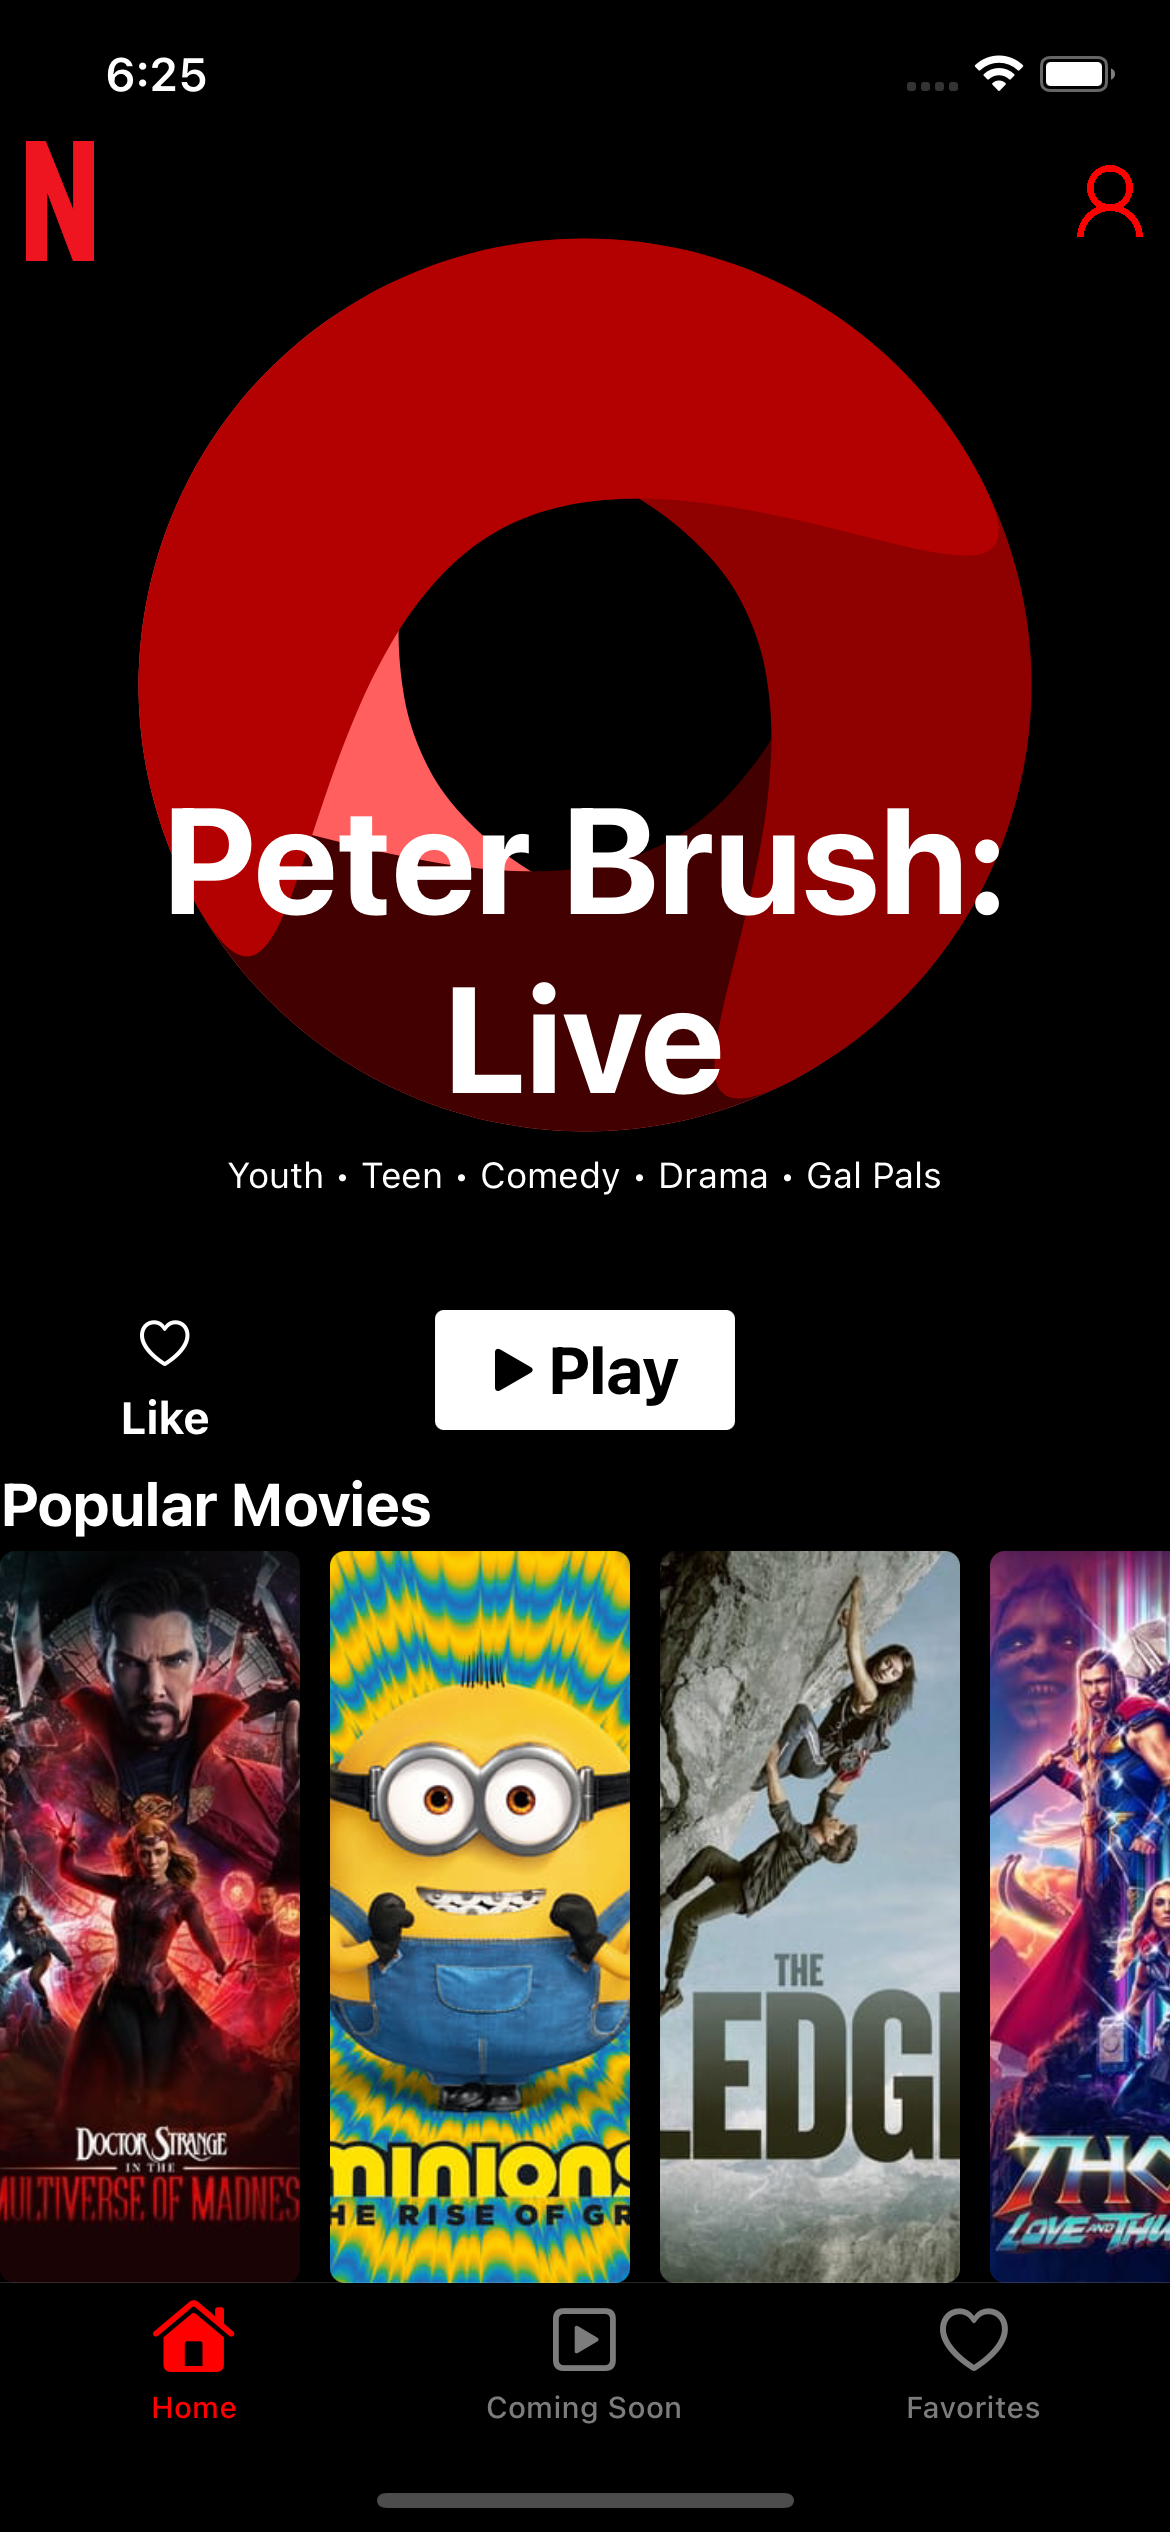 6:25
N
Peter Brush:
Live
Youth • Teen • Comedy • Drama • Gal Pals
Play
Like
Popular Movies
DOCTOR STRANGE
IN THE
MULTIVERSE OF MADNES
minions
HE RISE OF GR
THE
LEDGE
THO
LOVE AND THU
Home
Coming Soon
Favorites